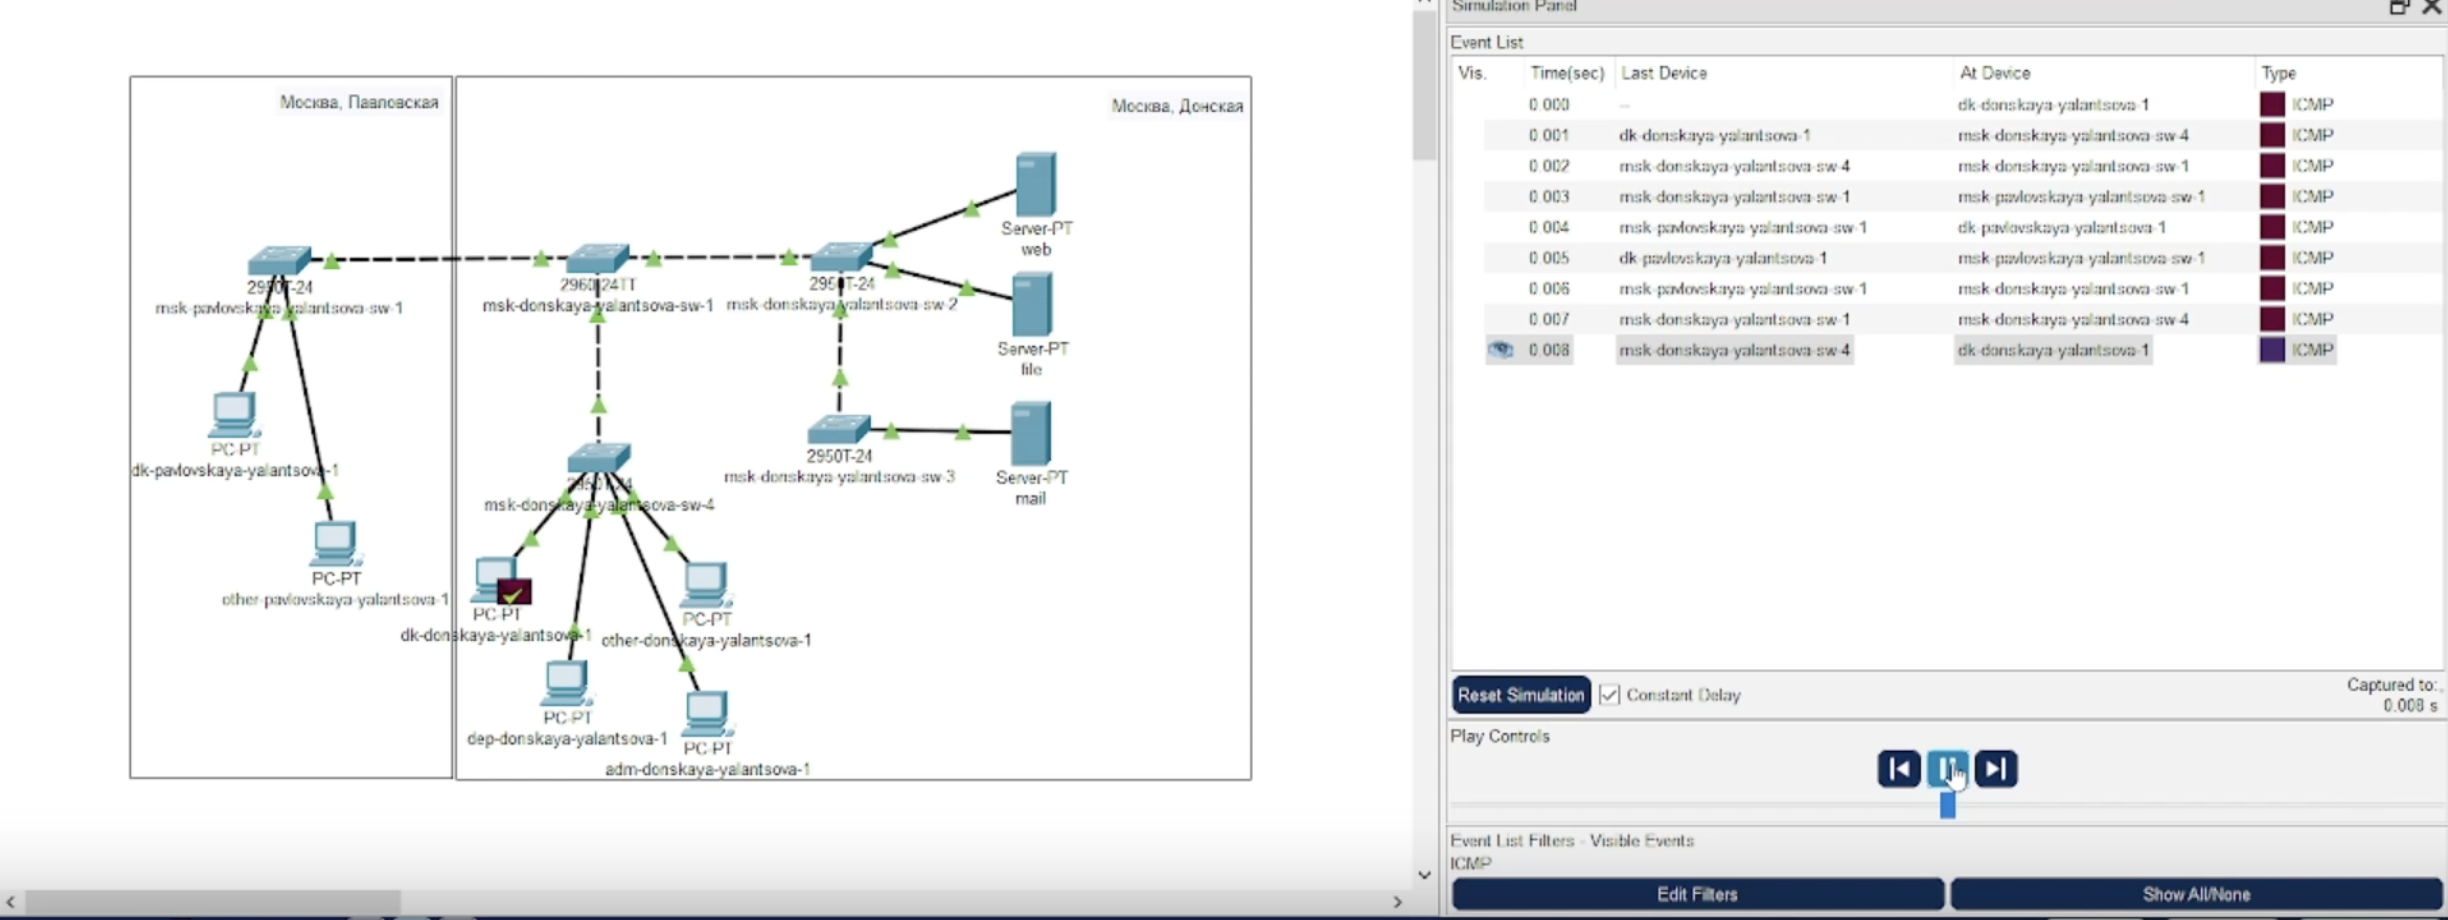 Simulation Panel
Event List
Vis. Time(sec) Last Device At Device Type
0.000 -- dk-donskaya-yalantsova-1 ICMP
0.001 dk-donskaya-yalantsova-1 msk-donskaya-yalantsova-sw-4 ICMP
0.002 msk-donskaya-yalantsova-sw-4 msk-donskaya-yalantsova-sw-1 ICMP
0.003 msk-donskaya-yalantsova-sw-1 msk-pavlovskaya-yalantsova-sw-1 ICMP
0.004 msk-pavlovskaya-yalantsova-sw-1 dk-pavlovskaya-yalantsova-1 ICMP
0.005 dk-pavlovskaya-yalantsova-1 msk-pavlovskaya-yalantsova-sw-1 ICMP
0.006 msk-pavlovskaya-yalantsova-sw-1 msk-donskaya-yalantsova-sw-1 ICMP
0.007 msk-donskaya-yalantsova-sw-1 msk-donskaya-yalantsova-sw-4 ICMP
0.008 msk-donskaya-yalantsova-sw-4 dk-donskaya-yalantsova-1 ICMP
Reset Simulation Constant Delay
Captured to:
0.008 s
Play Controls
Event List Filters - Visible Events
ICMP
Edit Filters Show All/None
Москва, Павловская
Москва, Донская
Server-PT
web
2950T-24
msk-pavlovskaya-yalantsova-sw-1
2960-24TT
msk-donskaya-yalantsova-sw-1
2950T-24
msk-donskaya-yalantsova-sw-2
Server-PT
file
PC-PT
dk-pavlovskaya-yalantsova-1
2950T-24
msk-donskaya-yalantsova-sw-3
Server-PT
mail
2950T-24
msk-donskaya-yalantsova-sw-4
PC-PT
other-pavlovskaya-yalantsova-1
PC-PT
dk-donskaya-yalantsova-1
PC-PT
other-donskaya-yalantsova-1
PC-PT
dep-donskaya-yalantsova-1
PC-PT
adm-donskaya-yalantsova-1